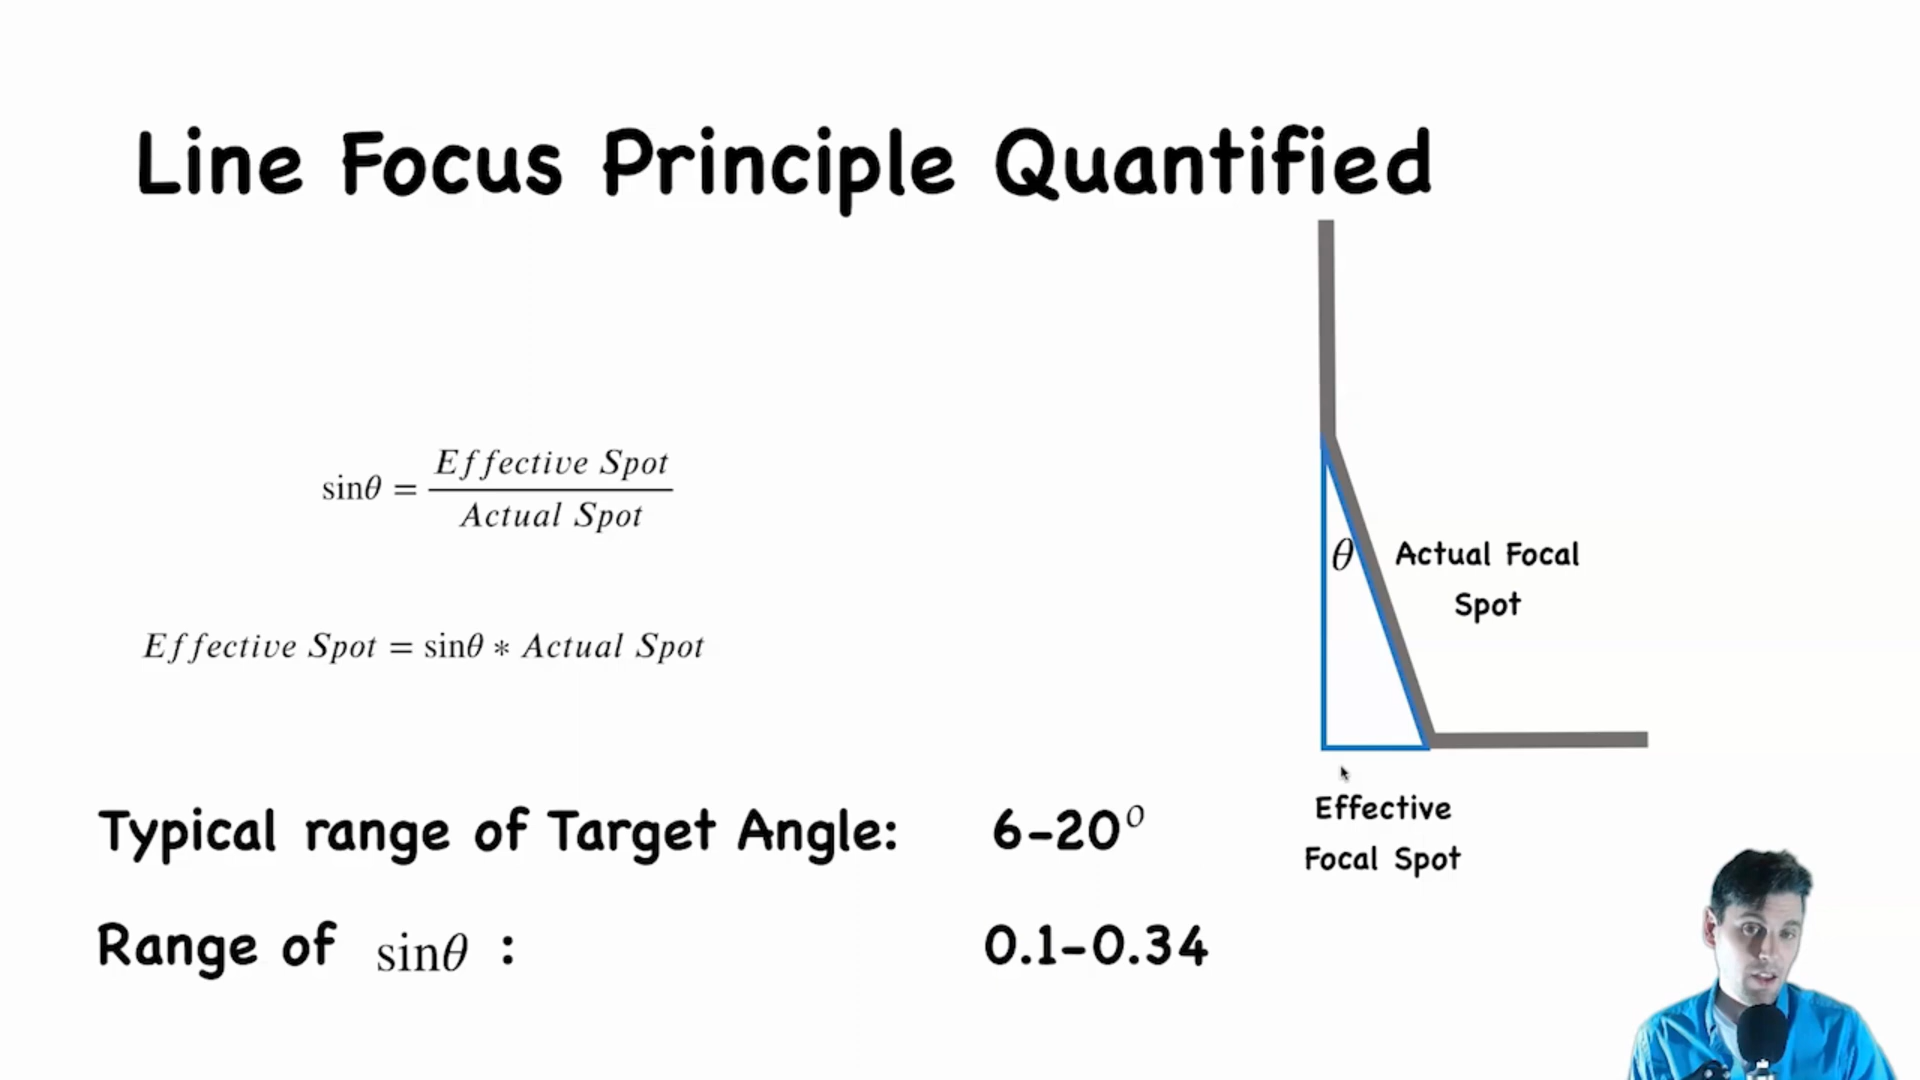 Line Focus Principle Quantified
sinθ = Effective Spot / Actual Spot
Effective Spot = sinθ * Actual Spot
θ
Actual Focal
Spot
Effective
Focal Spot
Typical range of Target Angle: 6-20°
Range of sinθ : 0.1-0.34